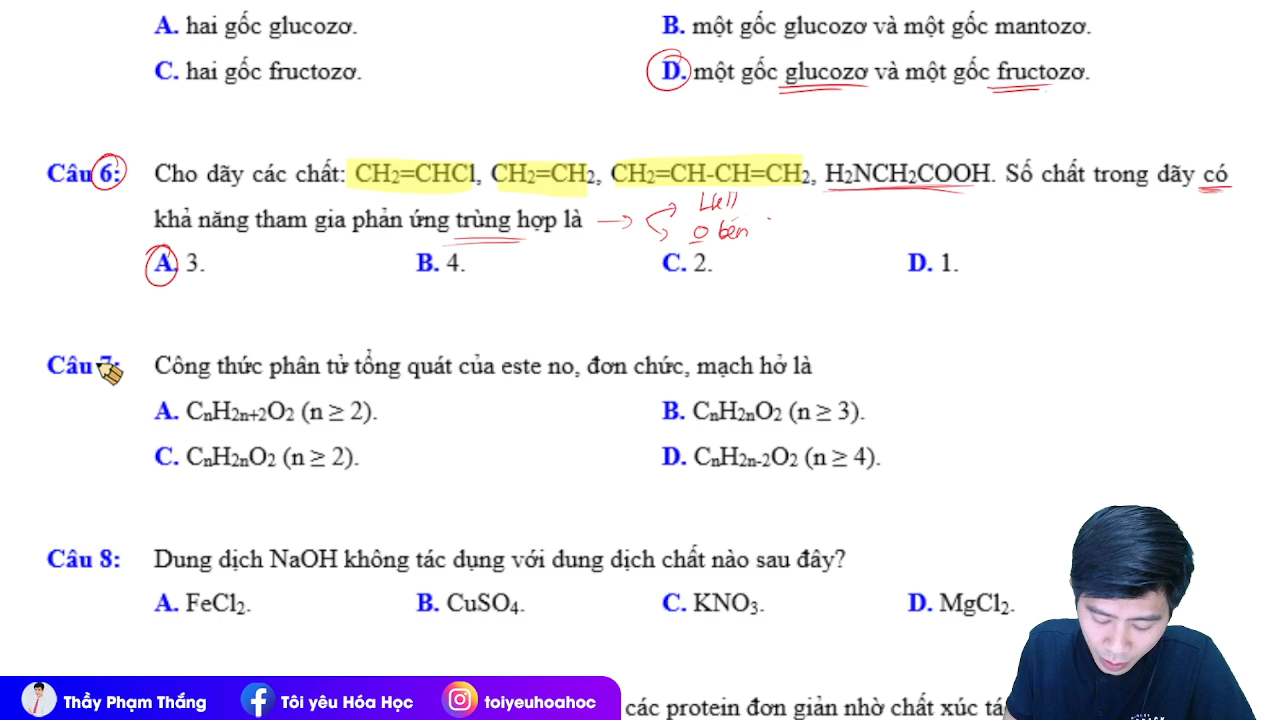 A. hai gốc glucozơ. B. một gốc glucozơ và một gốc mantozơ.
C. hai gốc fructozơ. D. một gốc glucozơ và một gốc fructozơ.
Câu 6: Cho dãy các chất: CH₂=CHCl, CH₂=CH₂, CH₂=CH-CH=CH₂, H₂NCH₂COOH. Số chất trong dãy có
khả năng tham gia phản ứng trùng hợp là
bền
A. 3. B. 4. C. 2. D. 1.
Câu 7: Công thức phân tử tổng quát của este no, đơn chức, mạch hở là
A. CₙH₂ₙ₊₂O₂ (n ≥ 2). B. CₙH₂ₙO₂ (n ≥ 3).
C. CₙH₂ₙO₂ (n ≥ 2). D. CₙH₂ₙ₋₂O₂ (n ≥ 4).
Câu 8: Dung dịch NaOH không tác dụng với dung dịch chất nào sau đây?
A. FeCl₂. B. CuSO₄. C. KNO₃. D. MgCl₂.
Thầy Phạm Thắng Tôi yêu Hóa Học toiyeuhoahoc các protein đơn giản nhờ chất xúc tá